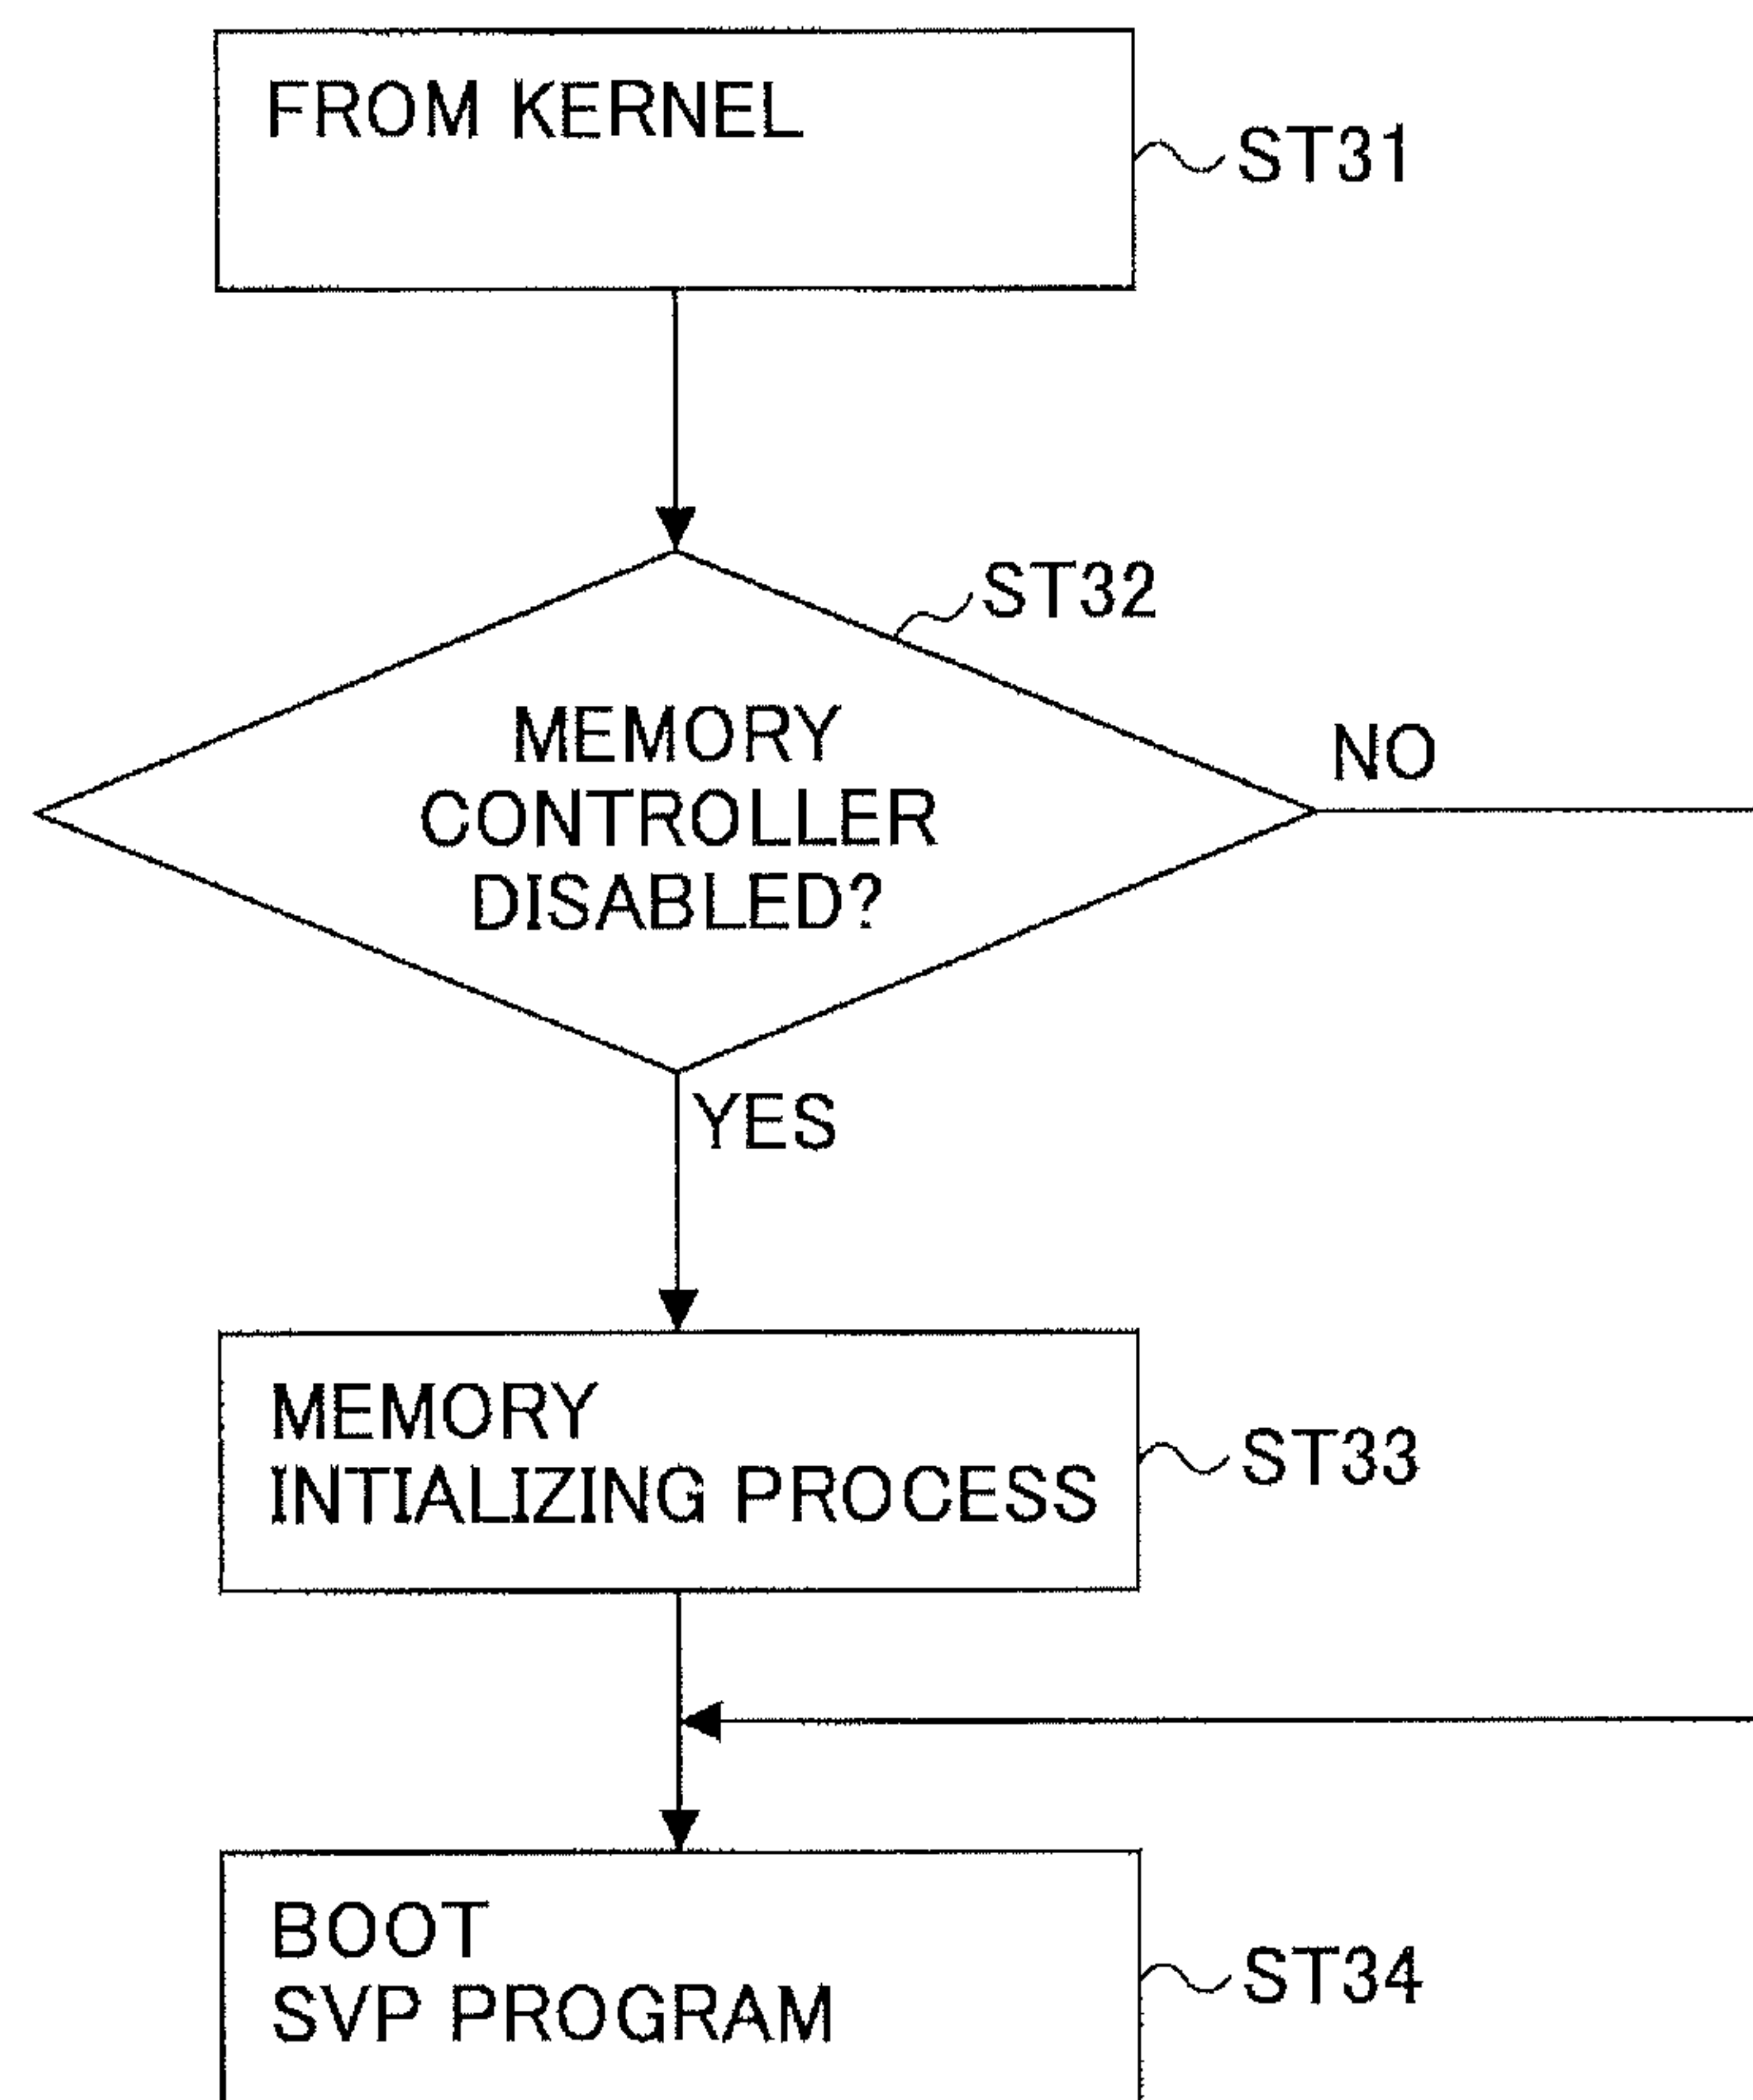 FROM KERNEL
ST31
ST32
MEMORY
CONTROLLER
DISABLED?
NO
YES
MEMORY
INTIALIZING PROCESS
ST33
BOOT
SVP PROGRAM
ST34